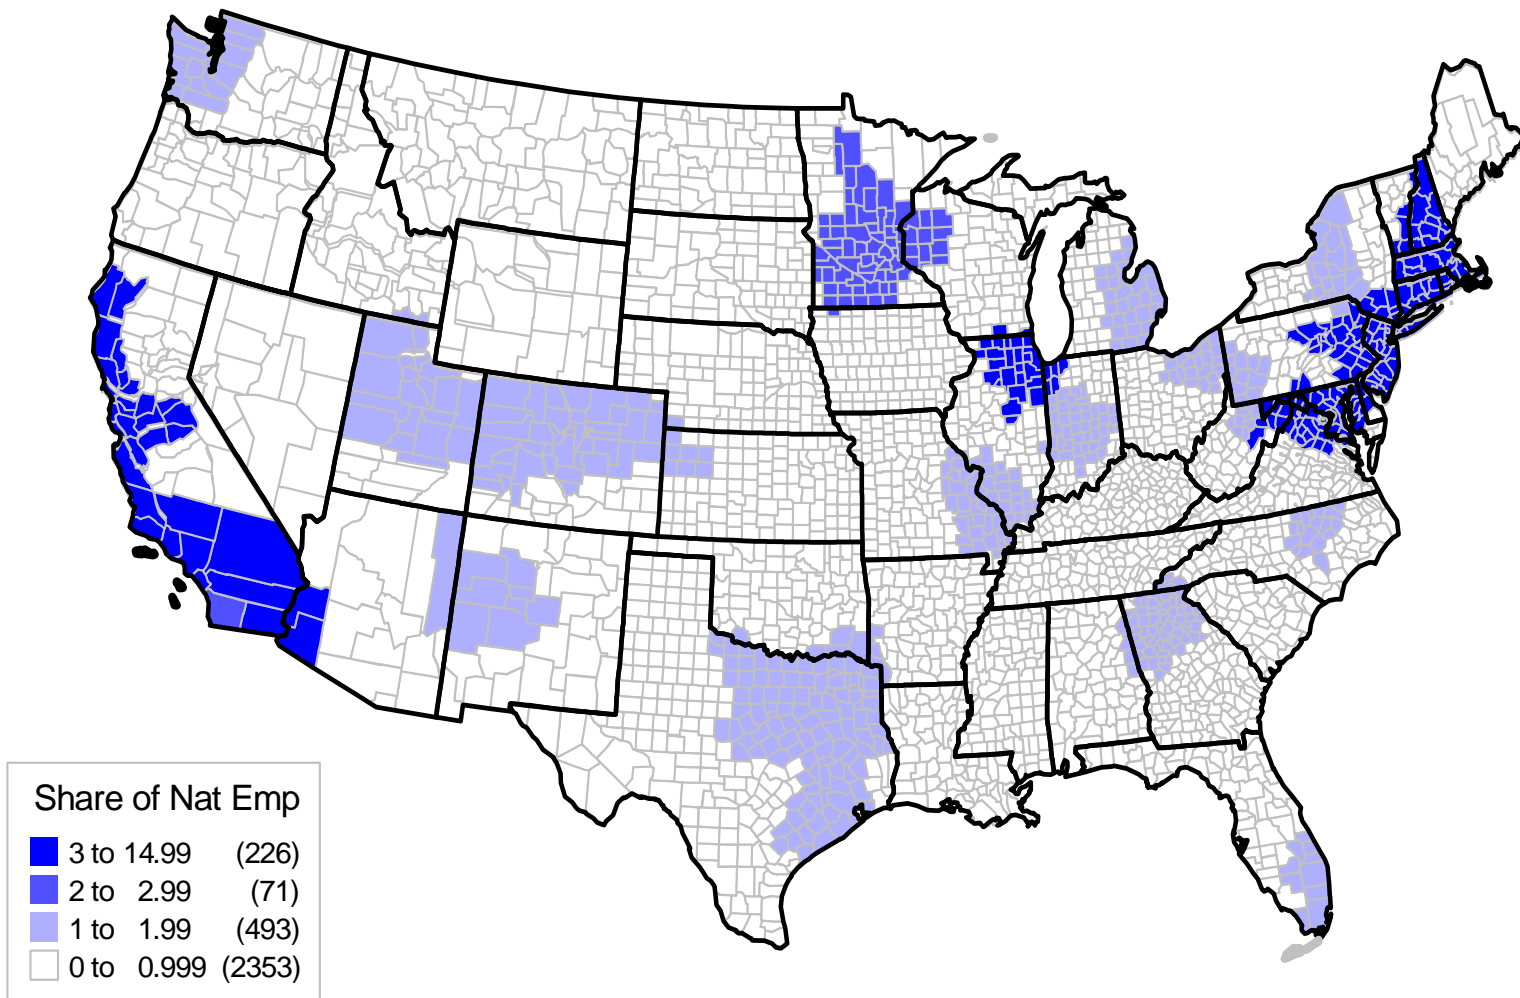 Share of Nat Emp
3 to 14.99 (226)
2 to 2.99 (71)
1 to 1.99 (493)
0 to 0.999 (2353)